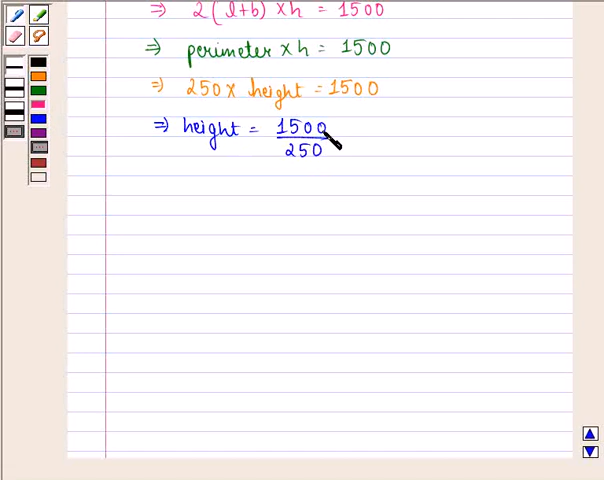 ⇒ 2(l+b) × h = 1500
⇒ perimeter × h = 1500
⇒ 250 × height = 1500
⇒ height = 1500
250